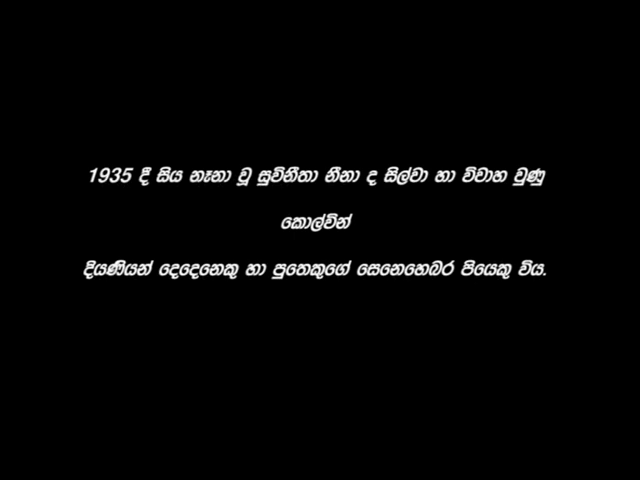 1935 දී සිය නෑනා වූ සුවිනීතා නීනා ද සිල්වා හා විවාහ වුණු
කොල්වින්
දියණියන් දෙදෙනෙකු හා පුතෙකුගේ සෙනෙහෙබර පියෙකු විය.